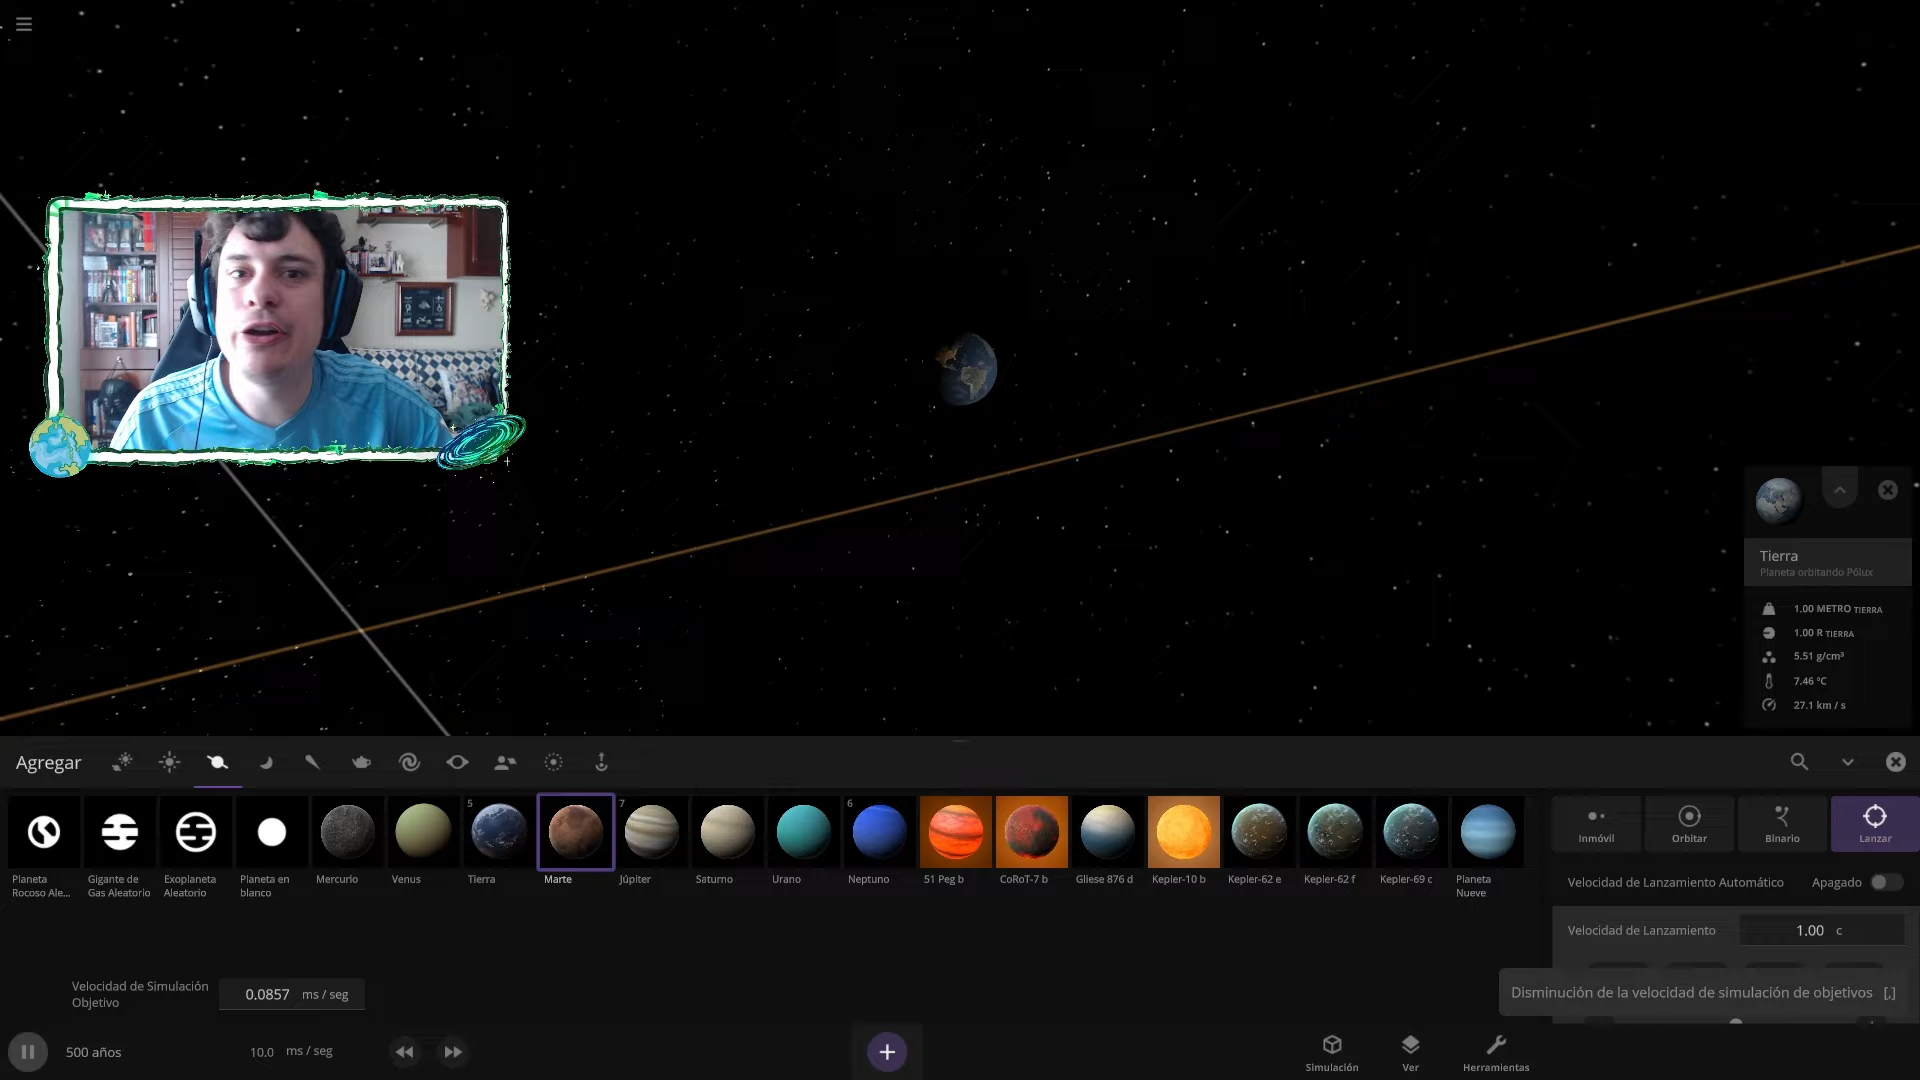 Tierra
Planeta orbitando Pólux
1.00 METRO TIERRA
1.00 R TIERRA
5.51 g/cm³
7.46 ºC
27.1 km / s
Agregar
5
7
6
Planeta Rocoso Ale...
Gigante de Gas Aleatorio
Exoplaneta Aleatorio
Planeta en blanco
Mercurio
Venus
Tierra
Marte
Júpiter
Saturno
Urano
Neptuno
51 Peg b
CoRoT-7 b
Gliese 876 d
Kepler-10 b
Kepler-62 e
Kepler-62 f
Kepler-69 c
Planeta Nueve
Inmóvil
Orbitar
Binario
Lanzar
Velocidad de Lanzamiento Automático
Apagado
Velocidad de Lanzamiento
1.00 c
Velocidad de Simulación Objetivo
0.0857 ms / seg
Disminución de la velocidad de simulación de objetivos [,]
500 años
10.0 ms / seg
Simulación
Ver
Herramientas